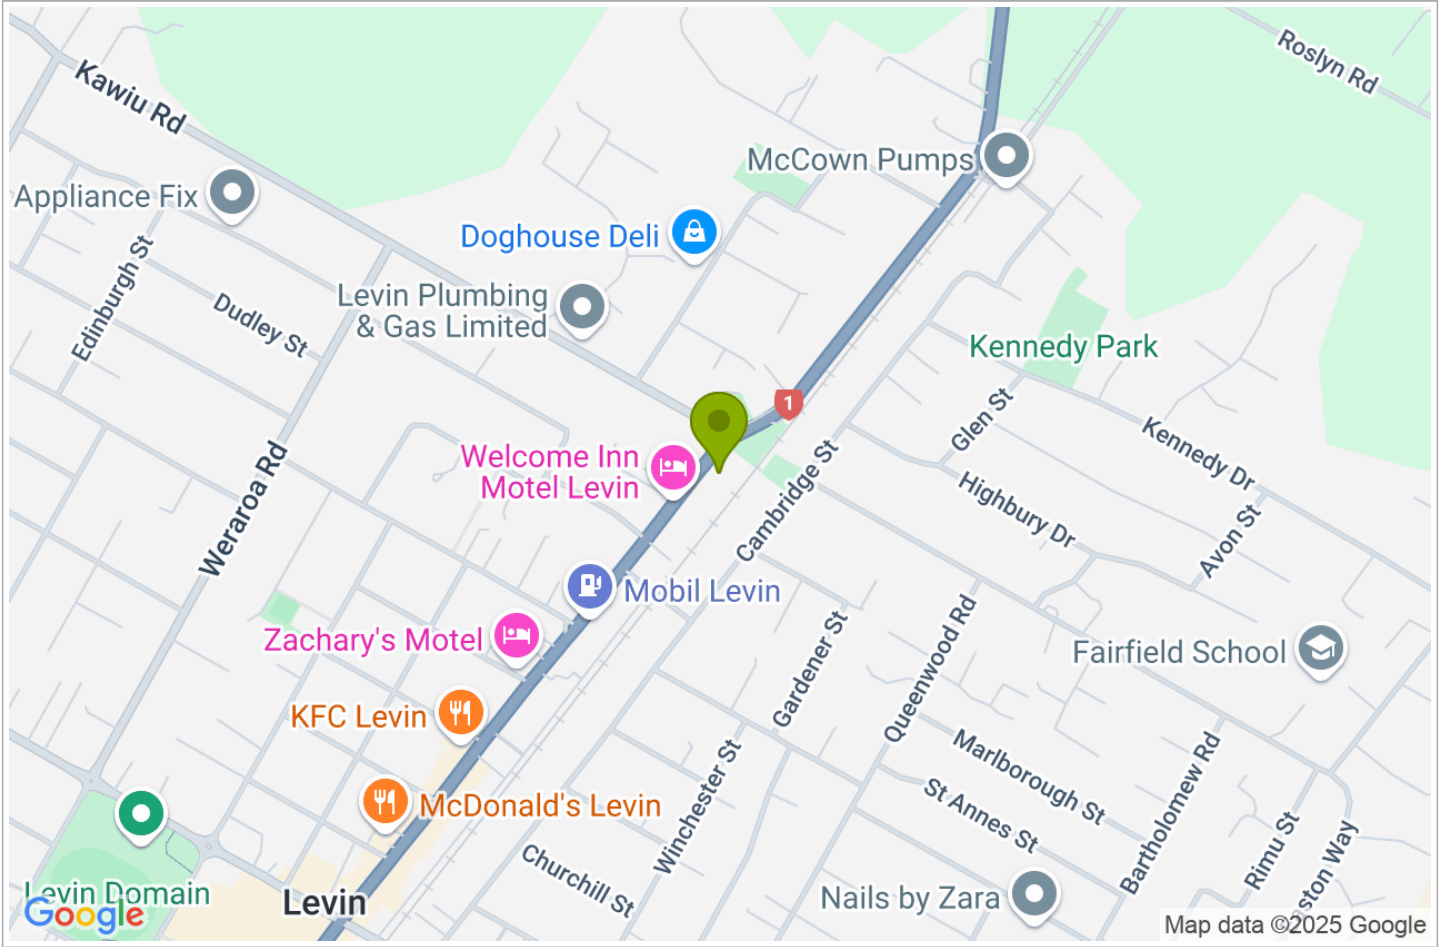 Roslyn Rd
Kawiu Rd
McCown Pumps
Appliance Fix
Doghouse Deli
Edinburgh St
Levin Plumbing
& Gas Limited
Dudley St
Kennedy Park
1
Glen St
Kennedy Dr
Welcome Inn
Motel Levin
Weraroa Rd
Cambridge St
Highbury Dr
Avon St
Mobil Levin
Zachary's Motel
Gardener St
Queenwood Rd
Fairfield School
KFC Levin
Marlborough St
Winchester St
Bartholomew Rd
McDonald's Levin
St Annes St
Rimu St
eston Way
Churchill St
Levin Domain
Levin
Nails by Zara
Google
Map data ©2025 Google